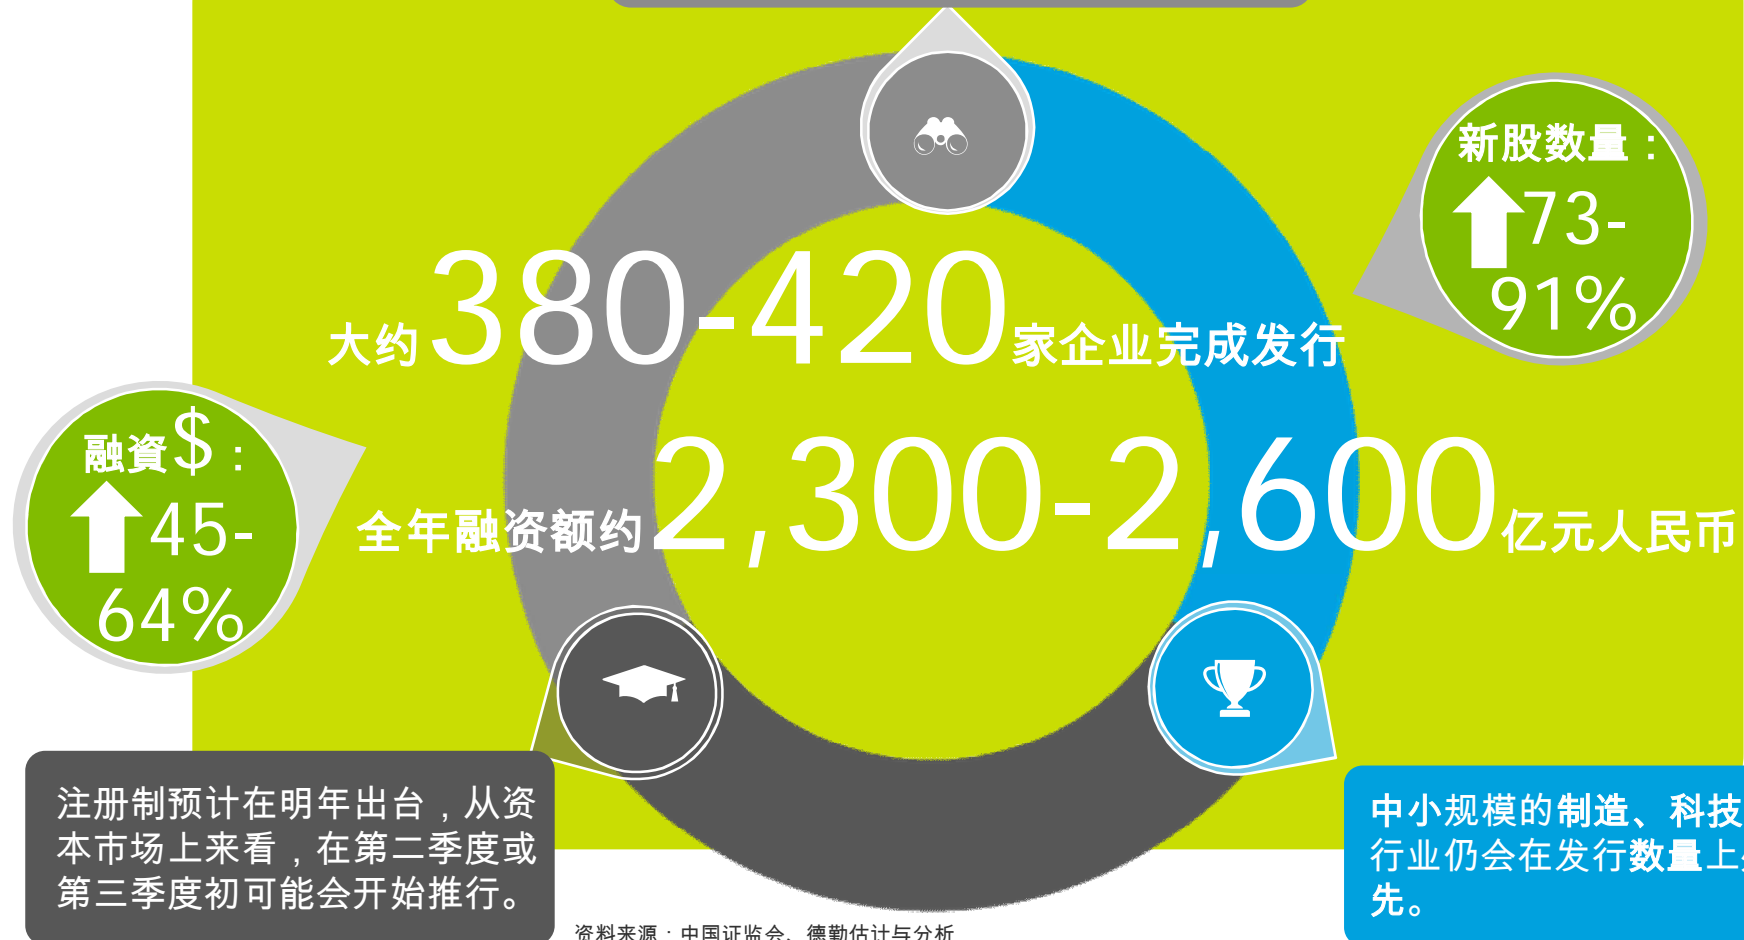 新股数量：
73-
91%
大约380-420家企业完成发行
融資$：
45-
64%
全年融资额约2,300-2,600亿元人民币
注册制预计在明年出台，从资
本市场上来看，在第二季度或
第三季度初可能会开始推行。
中小规模的制造、科技
行业仍会在发行数量上
先。
资料来源：中国证监会、德勤估计与分析